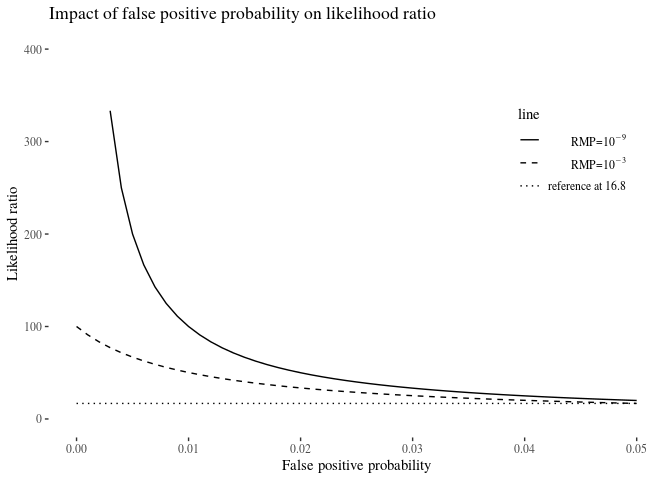 Impact of false positive probability on likelihood ratio
400
300
200
100
0
Likelihood ratio
line
RMP=10⁻⁹
RMP=10⁻³
reference at 16.8
0.00 0.01 0.02 0.03 0.04 0.05
False positive probability